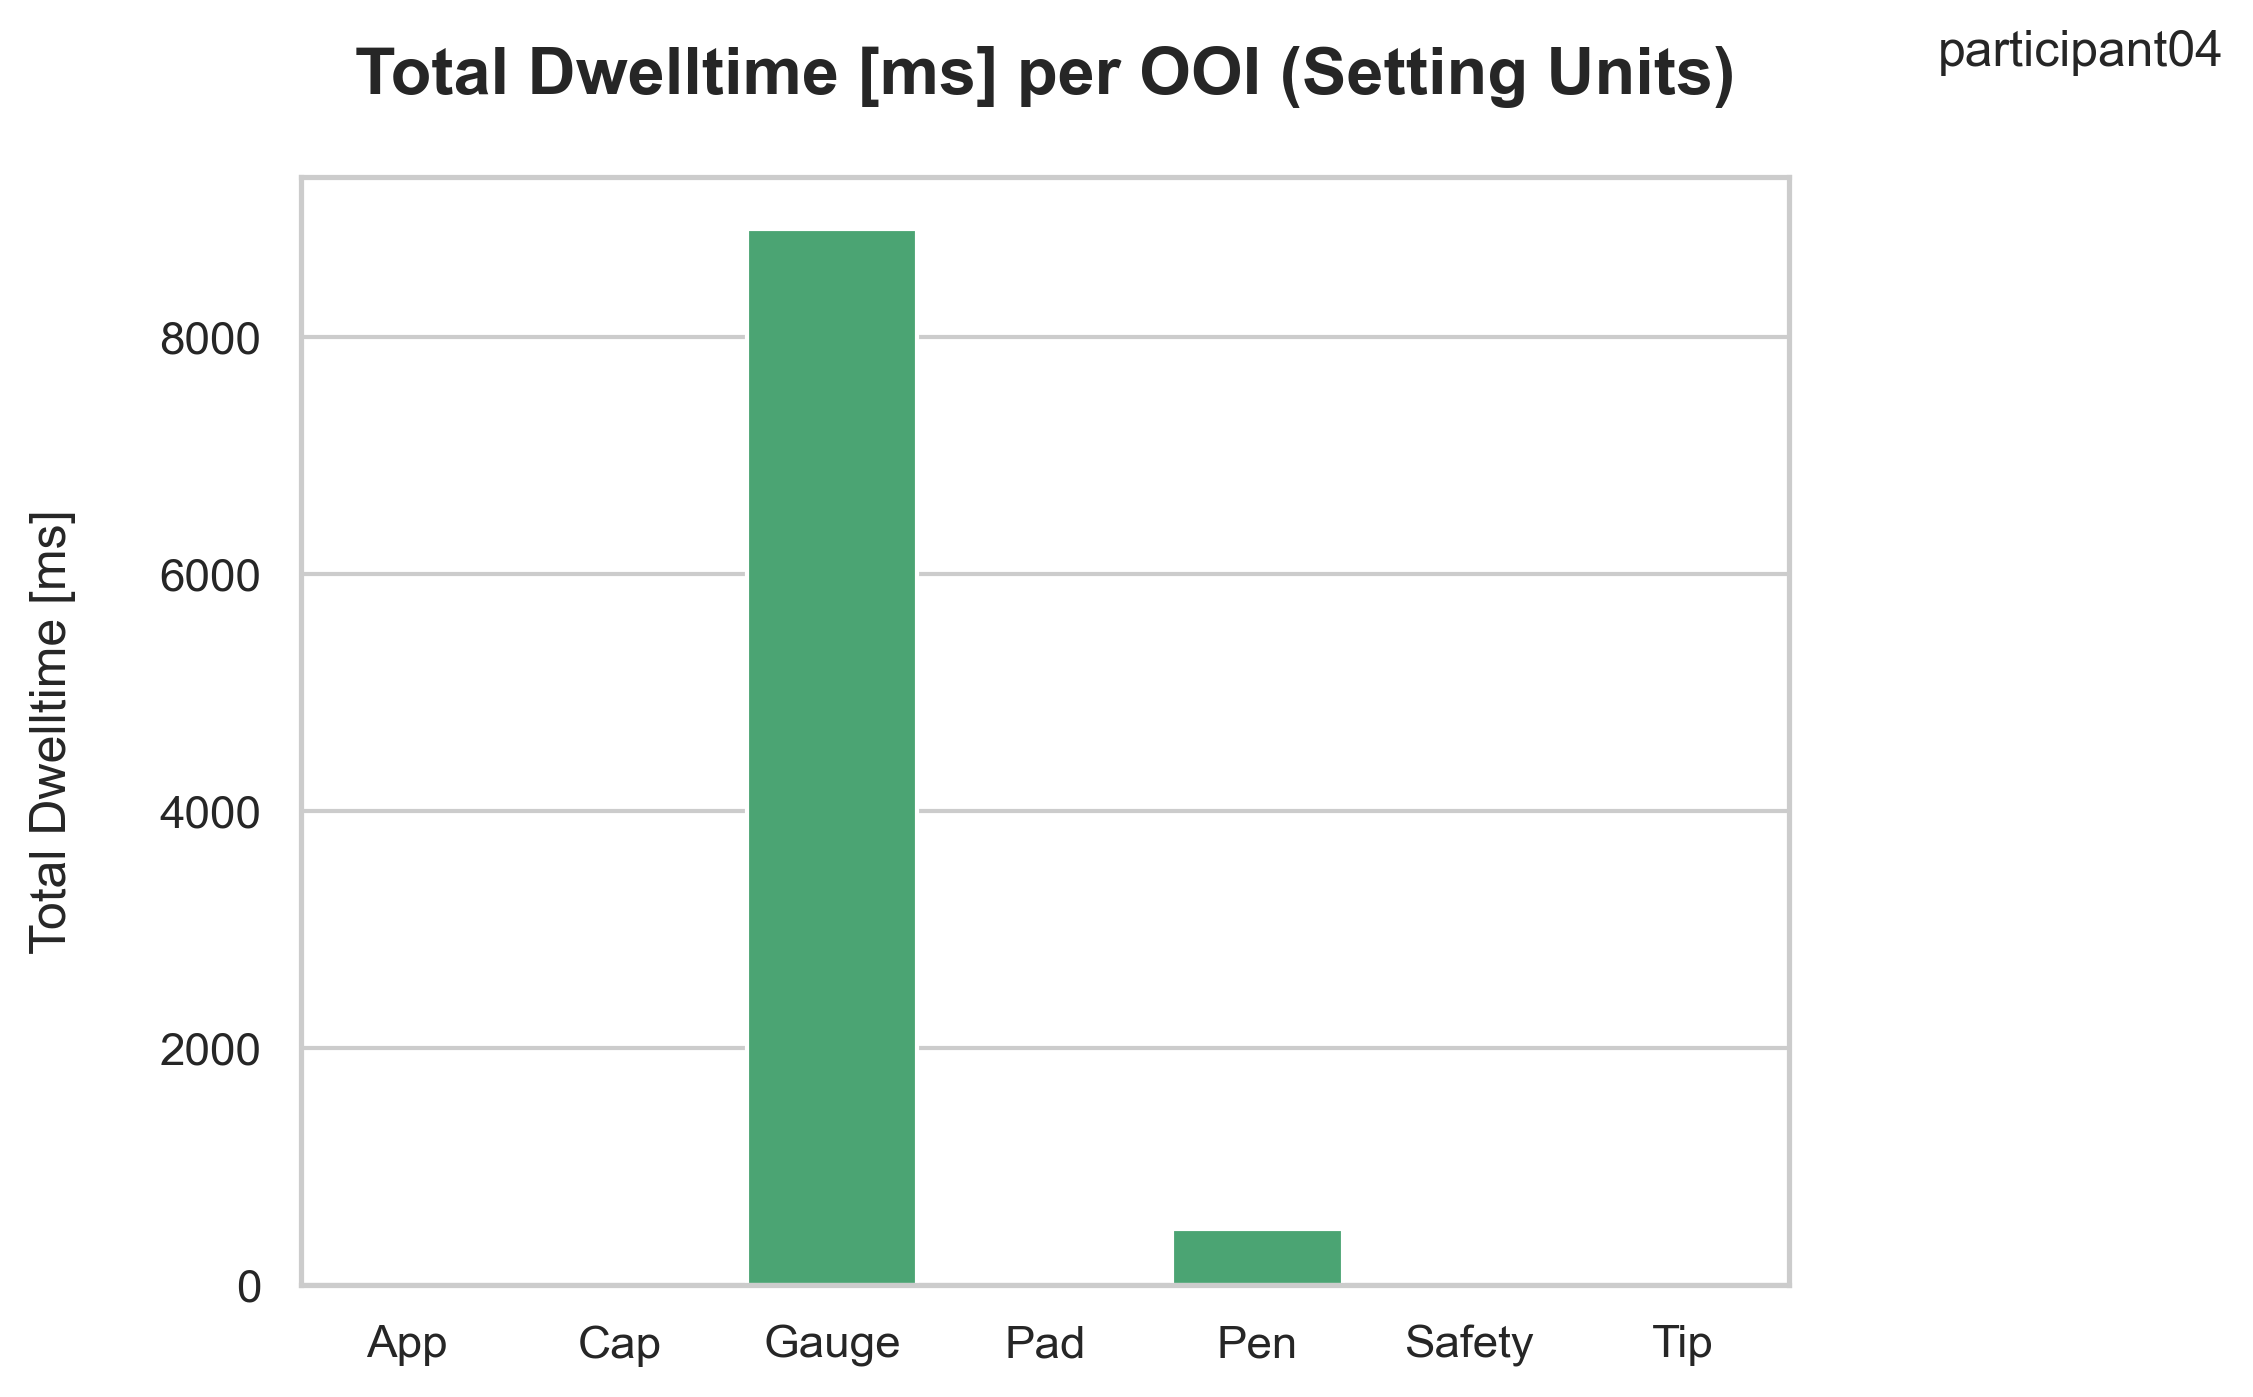 Total Dwelltime [ms] per OOI (Setting Units)
participant04
Total Dwelltime [ms]
8000
6000
4000
2000
0
App Cap Gauge Pad Pen Safety Tip